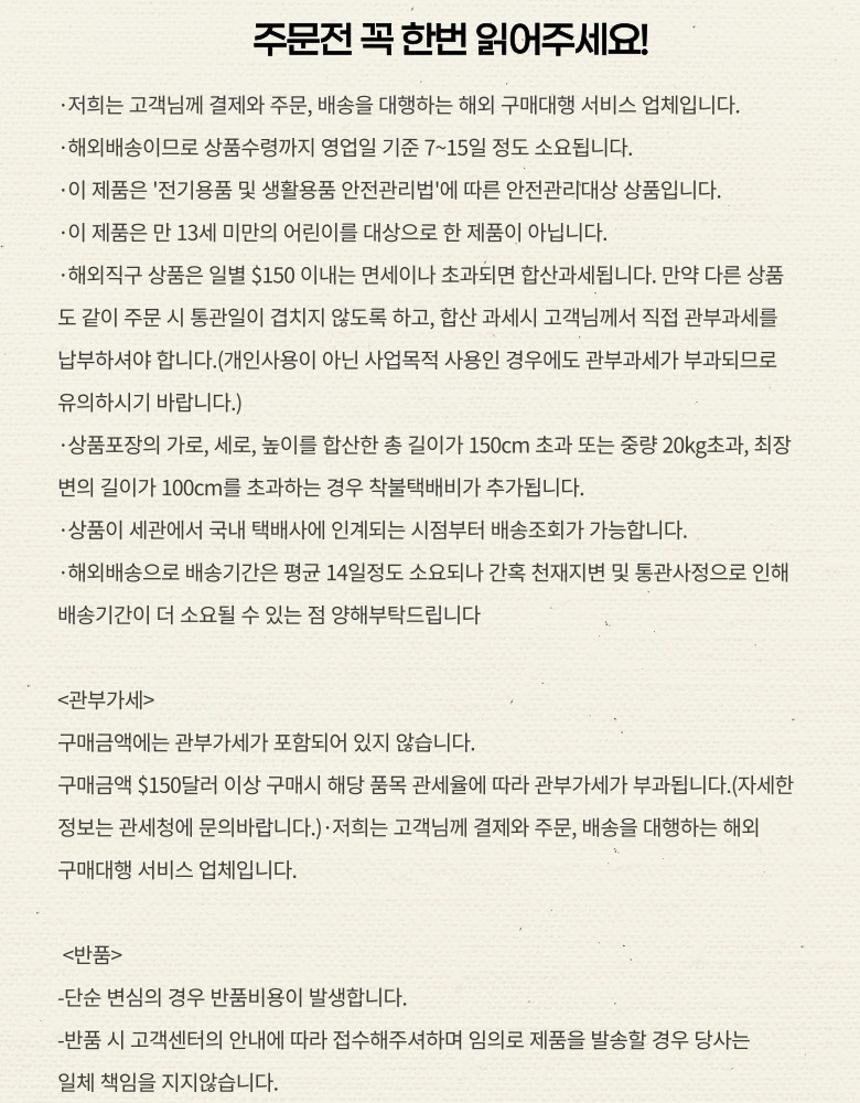 주문전 꼭 한번 읽어주세요!
·저희는 고객님께 결제와 주문, 배송을 대행하는 해외 구매대행 서비스 업체입니다.
·해외배송이므로 상품수령까지 영업일 기준 7~15일 정도 소요됩니다.
·이 제품은 '전기용품 및 생활용품 안전관리법'에 따른 안전관리대상 상품입니다.
·이 제품은 만 13세 미만의 어린이를 대상으로 한 제품이 아닙니다.
·해외직구 상품은 일별 $150 이내는 면세이나 초과되면 합산과세됩니다. 만약 다른 상품
도 같이 주문 시 통관일이 겹치지 않도록 하고, 합산 과세시 고객님께서 직접 관부과세를
납부하셔야 합니다.(개인사용이 아닌 사업목적 사용인 경우에도 관부과세가 부과되므로
유의하시기 바랍니다.)
·상품포장의 가로, 세로, 높이를 합산한 총 길이가 150cm 초과 또는 중량 20kg초과, 최장
변의 길이가 100cm를 초과하는 경우 착불택배비가 추가됩니다.
·상품이 세관에서 국내 택배사에 인계되는 시점부터 배송조회가 가능합니다.
·해외배송으로 배송기간은 평균 14일정도 소요되나 간혹 천재지변 및 통관사정으로 인해
배송기간이 더 소요될 수 있는 점 양해부탁드립니다
<관부가세>
구매금액에는 관부가세가 포함되어 있지 않습니다.
구매금액 $150달러 이상 구매시 해당 품목 관세율에 따라 관부가세가 부과됩니다.(자세한
정보는 관세청에 문의바랍니다.)·저희는 고객님께 결제와 주문, 배송을 대행하는 해외
구매대행 서비스 업체입니다.
<반품>
-단순 변심의 경우 반품비용이 발생합니다.
-반품 시 고객센터의 안내에 따라 접수해주셔하며 임의로 제품을 발송할 경우 당사는
일체 책임을 지지않습니다.